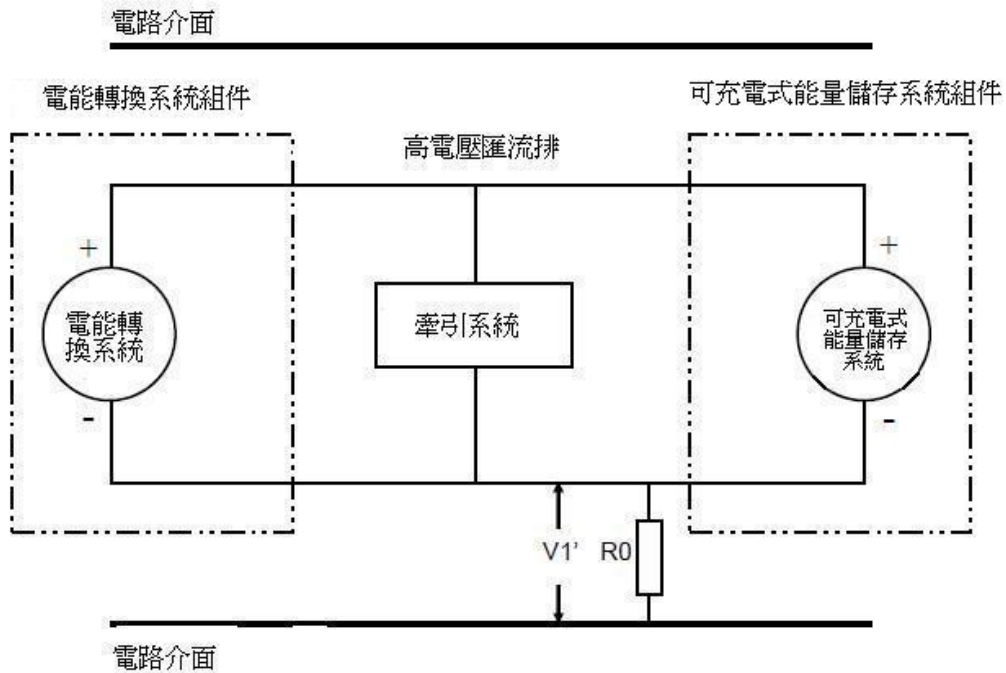 電路介面
電能轉換系統組件
可充電式能量儲存系統組件
高電壓匯流排
+
+
電能轉
換系統
牽引系統
可充電式
能量儲存
系統
-
-
V1' R0
電路介面